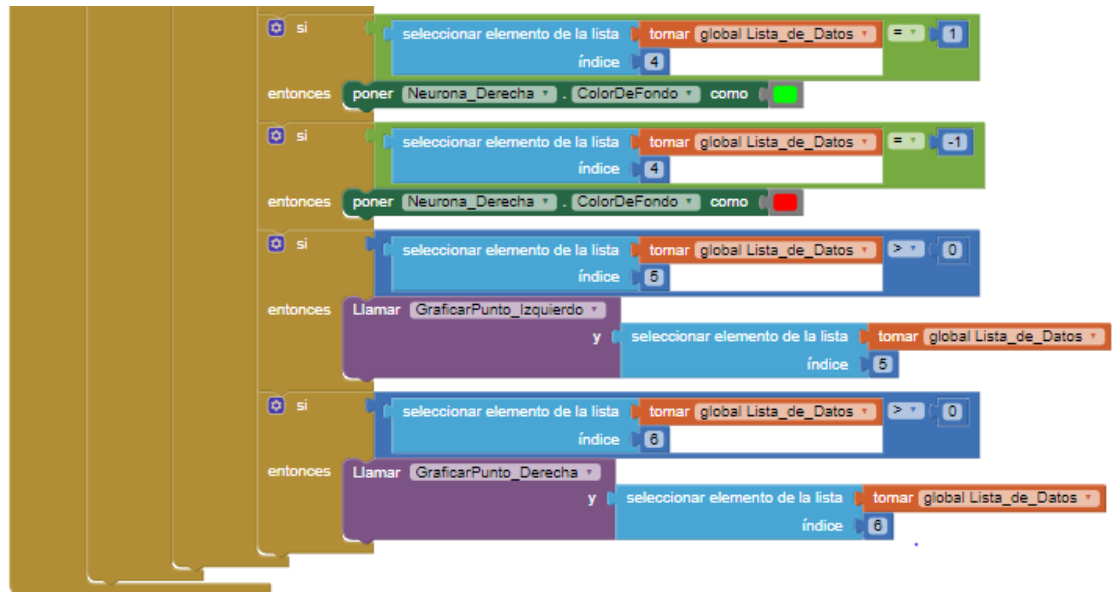 si seleccionar elemento de la lista tomar global Lista_de_Datos = 1
índice 4
entonces poner Neurona_Derecha . ColorDeFondo como
si seleccionar elemento de la lista tomar global Lista_de_Datos = -1
índice 4
entonces poner Neurona_Derecha . ColorDeFondo como
si seleccionar elemento de la lista tomar global Lista_de_Datos > 0
índice 5
entonces Llamar GraficarPunto_Izquierdo
y seleccionar elemento de la lista tomar global Lista_de_Datos
índice 5
si seleccionar elemento de la lista tomar global Lista_de_Datos > 0
índice 6
entonces Llamar GraficarPunto_Derecha
y seleccionar elemento de la lista tomar global Lista_de_Datos
índice 6